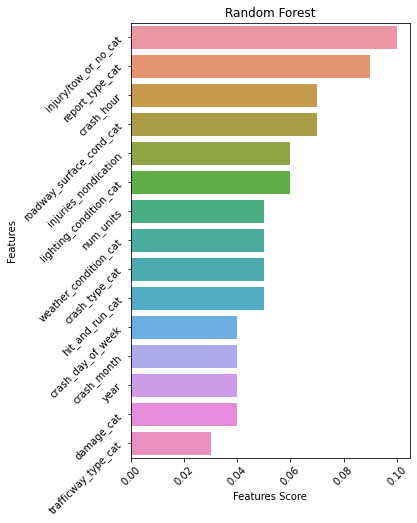 Random Forest
injury/tow_or_no_cat
report_type_cat
crash_hour
roadway_surface_cond_cat
injuries_nondication
lighting_condition_cat
num_units
weather_condition_cat
crash_type_cat
hit_and_run_cat
crash_day_of_week
crash_month
year
damage_cat
trafficway_type_cat
Features
0.00 0.02 0.04 0.06 0.08 0.10
Features Score